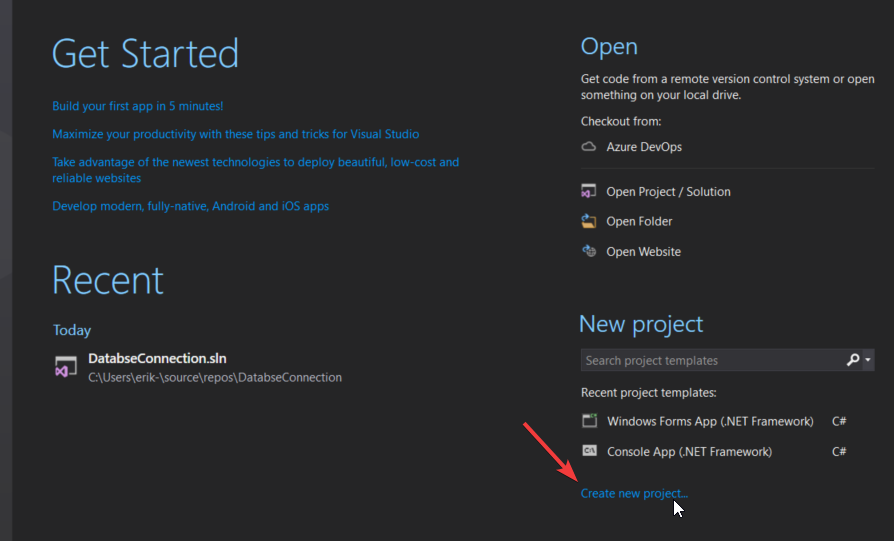 Get Started
Build your first app in 5 minutes!
Maximize your productivity with these tips and tricks for Visual Studio
Take advantage of the newest technologies to deploy beautiful, low-cost and
reliable websites
Develop modern, fully-native, Android and iOS apps
Recent
Today
DatabseConnection.sln
C:\Users\erik-\source\repos\DatabseConnection
Open
Get code from a remote version control system or open
something on your local drive.
Checkout from:
Azure DevOps
Open Project / Solution
Open Folder
Open Website
New project
Search project templates
Recent project templates:
Windows Forms App (.NET Framework) C#
C:\ Console App (.NET Framework) C#
Create new project...